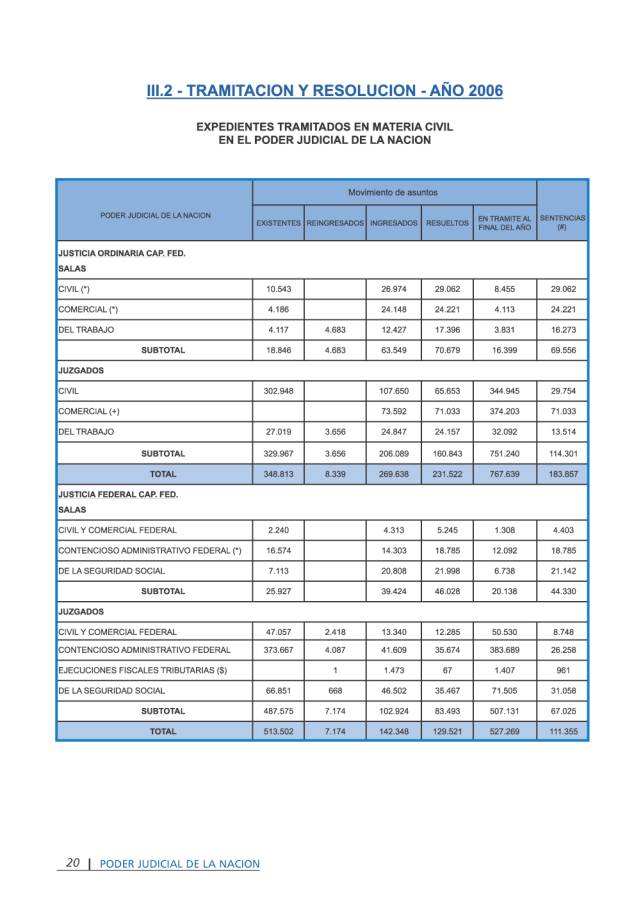 III.2 - TRAMITACION Y RESOLUCION - AÑO 2006
EXPEDIENTES TRAMITADOS EN MATERIA CIVIL
EN EL PODER JUDICIAL DE LA NACION
PODER JUDICIAL DE LA NACION
Movimiento de asuntos
EXISTENTES REINGRESADOS INGRESADOS RESUELTOS EN TRAMITE AL FINAL DEL AÑO SENTENCIAS (#)
JUSTICIA ORDINARIA CAP. FED.
SALAS
CIVIL (*) 10.543 26.974 29.062 8.455 29.062
COMERCIAL (*) 4.186 24.148 24.221 4.113 24.221
DEL TRABAJO 4.117 4.683 12.427 17.396 3.831 16.273
SUBTOTAL 18.846 4.683 63.549 70.679 16.399 69.556
JUZGADOS
CIVIL 302.948 107.650 65.653 344.945 29.754
COMERCIAL (+) 73.592 71.033 374.203 71.033
DEL TRABAJO 27.019 3.656 24.847 24.157 32.092 13.514
SUBTOTAL 329.967 3.656 206.089 160.843 751.240 114.301
TOTAL 348.813 8.339 269.638 231.522 767.639 183.857
JUSTICIA FEDERAL CAP. FED.
SALAS
CIVIL Y COMERCIAL FEDERAL 2.240 4.313 5.245 1.308 4.403
CONTENCIOSO ADMINISTRATIVO FEDERAL (*) 16.574 14.303 18.785 12.092 18.785
DE LA SEGURIDAD SOCIAL 7.113 20,808 21.998 6.738 21.142
SUBTOTAL 25.927 39.424 46.028 20.138 44.330
JUZGADOS
CIVIL Y COMERCIAL FEDERAL 47.057 2.418 13.340 12.285 50.530 8.748
CONTENCIOSO ADMINISTRATIVO FEDERAL 373.667 4.087 41.609 35.674 383.689 26.258
EJECUCIONES FISCALES TRIBUTARIAS ($) 1 1.473 67 1.407 961
DE LA SEGURIDAD SOCIAL 66.851 668 46.502 35.467 71.505 31.058
SUBTOTAL 487.575 7.174 102.924 83.493 507.131 67.025
TOTAL 513.502 7.174 142.348 129.521 527.269 111.355
20 | PODER JUDICIAL DE LA NACION